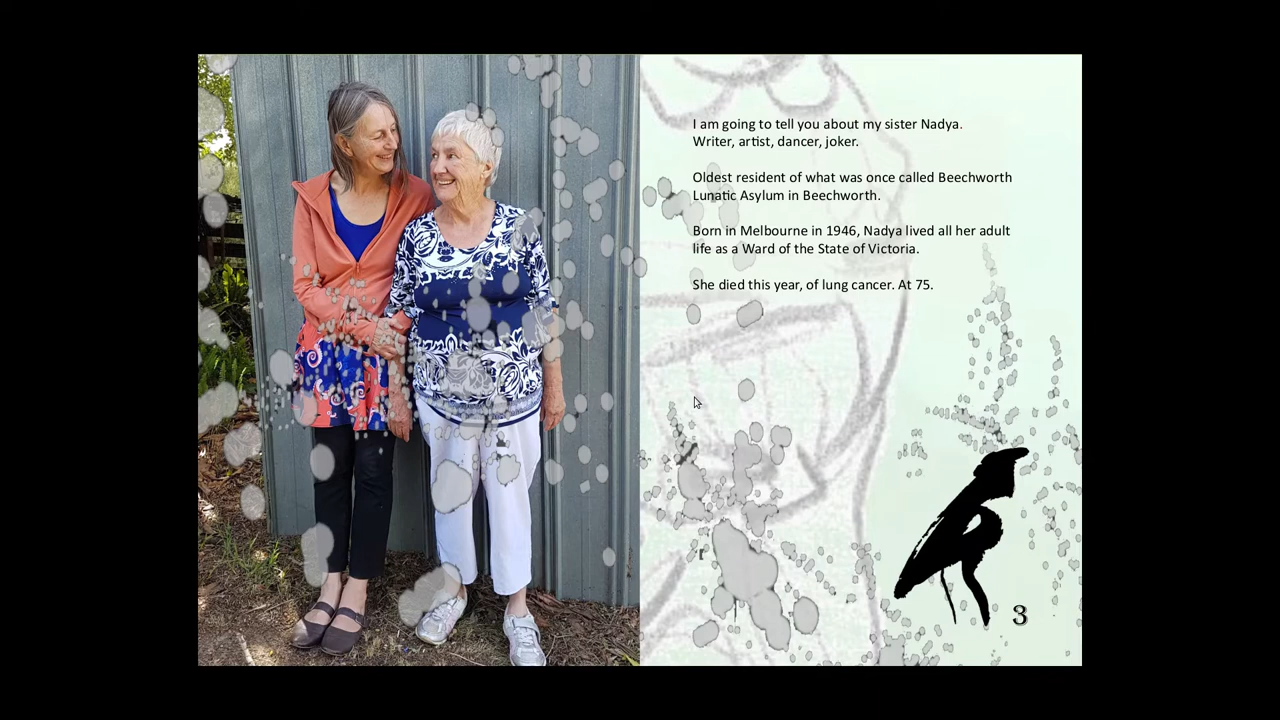 I am going to tell you about my sister Nadya.
Writer, artist, dancer, joker.
Oldest resident of what was once called Beechworth
Lunatic Asylum in Beechworth.
Born in Melbourne in 1946, Nadya lived all her adult
life as a Ward of the State of Victoria.
She died this year, of lung cancer. At 75.
3